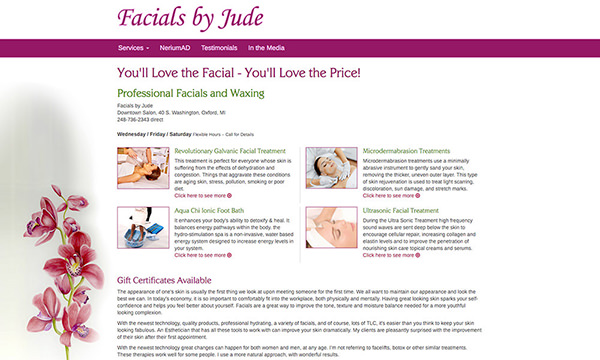 Facials by Jude
Services NeriumAD Testimonials In the Media
You'll Love the Facial - You'll Love the Price!
Professional Facials and Waxing
Facials by Jude
Downtown Salon, 40 S. Washington, Oxford, MI
248-736-2343 direct
Wednesday / Friday / Saturday Flexible Hours – Call for Details
Revolutionary Galvanic Facial Treatment
This treatment is perfect for everyone whose skin is
suffering from the effects of dehydration and
congestion. Things that aggravate these conditions
are aging skin, stress, pollution, smoking or poor
diet.
Click here to see more
Microdermabrasion Treatments
Microdermabrasion treatments use a minimally
abrasive instrument to gently sand your skin,
removing the thicker, uneven outer layer. This type
of skin rejuvenation is used to treat light scarring,
discoloration, sun damage, and stretch marks.
Click here to see more
Aqua Chi Ionic Foot Bath
It enhances your body's ability to detoxify & heal. It
balances energy pathways within the body. the
hydro-stimulation spa is a non-invasive, water based
energy system designed to increase energy levels in
your system.
Click here to see more
Ultrasonic Facial Treatment
During the Ultra Sonic Treatment high frequency
sound waves are sent deep below the skin to
encourage cellular repair, increasing collagen and
elastin levels and to improve the penetration of
nourishing skin care topical creams and serums.
Click here to see more
Gift Certificates Available
The appearance of one's skin is usually the first thing we look at upon meeting someone for the first time. We all want to maintain our appearance and look the
best we can. In today's economy, it is so important to comfortably fit into the workplace, both physically and mentally. Having great looking skin sparks your self-
confidence and helps you feel better about yourself. Facials are a great way to improve the tone, texture and moisture balance needed for a more youthful
looking complexion.
With the newest technology, quality products, professional hydrating, a variety of facials, and of course, lots of TLC, it's easier than you think to keep your skin
looking fabulous. An Esthetician that has all of these tools to work with can improve your skin dramatically. My clients are pleasantly surprised with the improvement
of their skin after their first appointment.
With the newest technology great changes can happen for both women and men, at any age. I'm not referring to facelifts, botox or other similar treatments.
These therapies work well for some people. I use a more natural approach, with wonderful results.